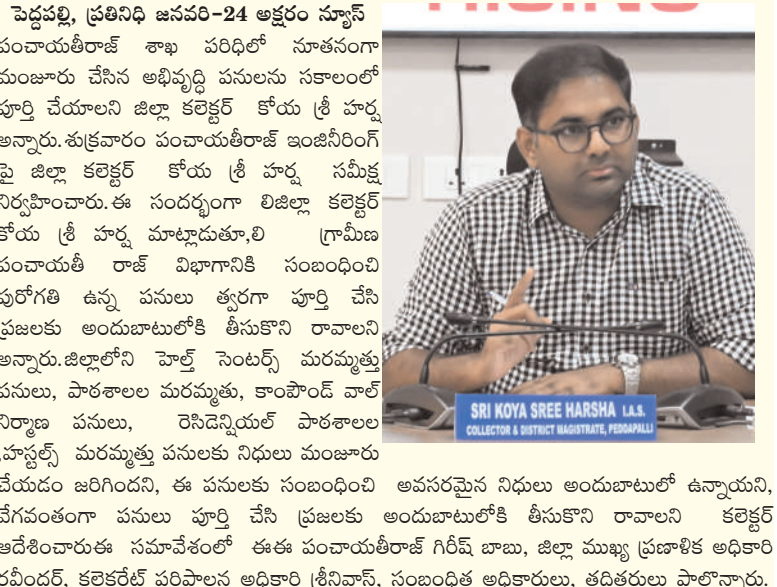 పెద్దపల్లి, ప్రతినిధి జనవరి-24 అక్షరం న్యూస్
పంచాయతీరాజ్ శాఖ పరిధిలో నూతనంగా
మంజూరు చేసిన అభివృద్ధి పనులను సకాలంలో
పూర్తి చేయాలని జిల్లా కలెక్టర్ కోయ శ్రీ హర్ష
అన్నారు.శుక్రవారం పంచాయతీరాజ్ ఇంజినీరింగ్
పై జిల్లా కలెక్టర్ కోయ శ్రీ హర్ష సమీక్ష
నిర్వహించారు.ఈ సందర్భంగా లిజిల్లా కలెక్టర్
కోయ శ్రీ హర్ష మాట్లాడుతూ,లి గ్రామీణ
పంచాయతీ రాజ్ విభాగానికి సంబంధించి
పురోగతి ఉన్న పనులు త్వరగా పూర్తి చేసి
ప్రజలకు అందుబాటులోకి తీసుకొని రావాలని
అన్నారు.జిల్లాలోని హెల్త్ సెంటర్స్ మరమ్మత్తు
పనులు, పాఠశాలల మరమ్మతు, కాంపౌండ్ వాల్
నిర్మాణ పనులు, రెసిడెన్షియల్ పాఠశాలల
,హాస్టల్స్ మరమ్మత్తు పనులకు నిధులు మంజూరు
చేయడం జరిగిందని, ఈ పనులకు సంబంధించి అవసరమైన నిధులు అందుబాటులో ఉన్నాయని,
వేగవంతంగా పనులు పూర్తి చేసి ప్రజలకు అందుబాటులోకి తీసుకొని రావాలని కలెక్టర్
ఆదేశించారుఈ సమావేశంలో ఈఈ పంచాయతీరాజ్ గిరీష్ బాబు, జిల్లా ముఖ్య ప్రణాళిక అధికారి
రవీందర్, కలెక్టరేట్ పరిపాలన అధికారి శ్రీనివాస్, సంబంధిత అధికారులు, తదితరులు పాల్గొన్నారు.
SRI KOYA SREE HARSHA I.A.S.
COLLECTOR & DISTRICT MAGISTRATE, PEDDAPALLI